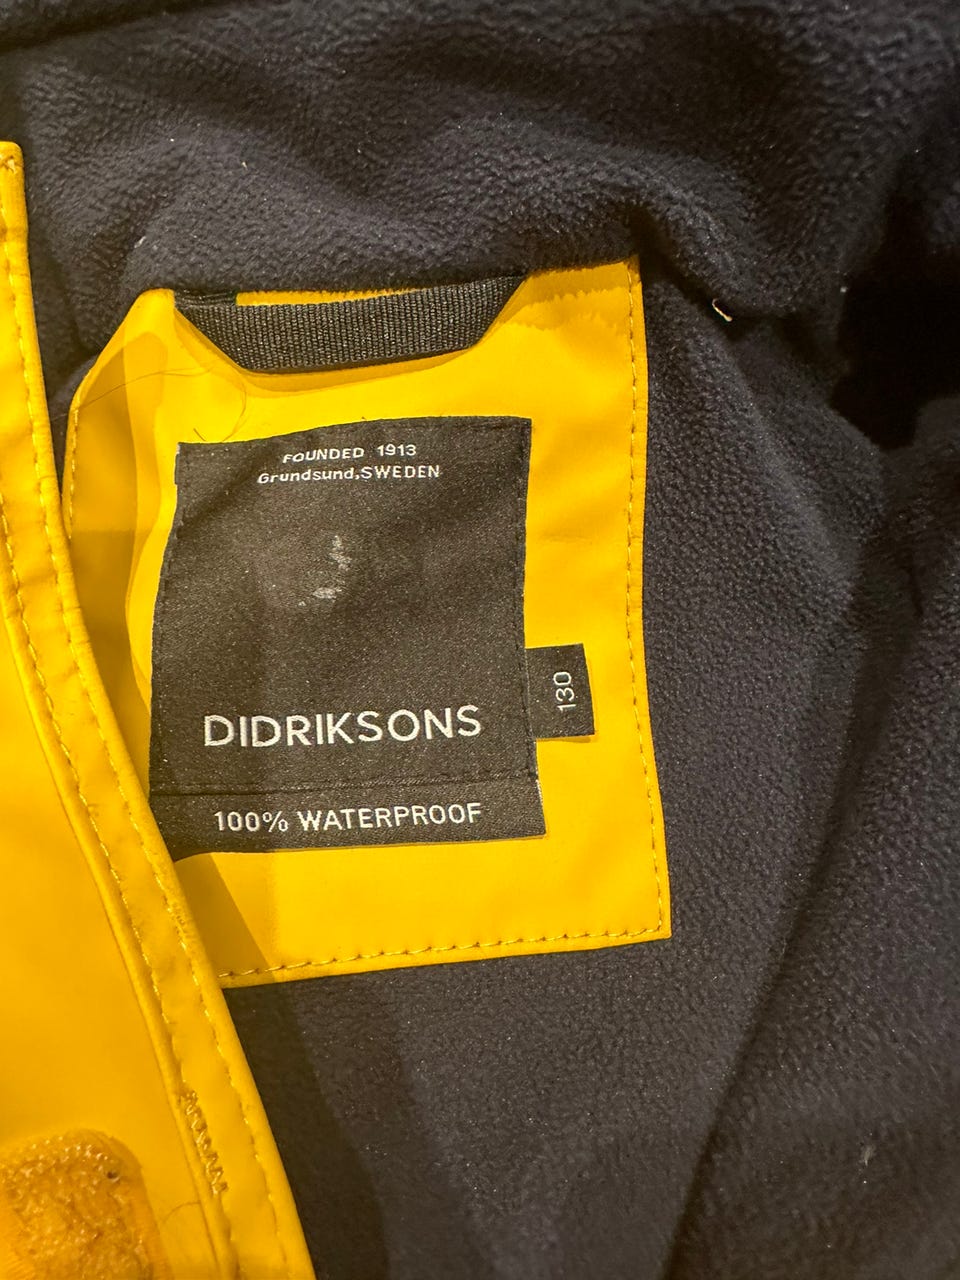 FOUNDED 1913
Grundsund,SWEDEN
DIDRIKSONS
130
100% WATERPROOF